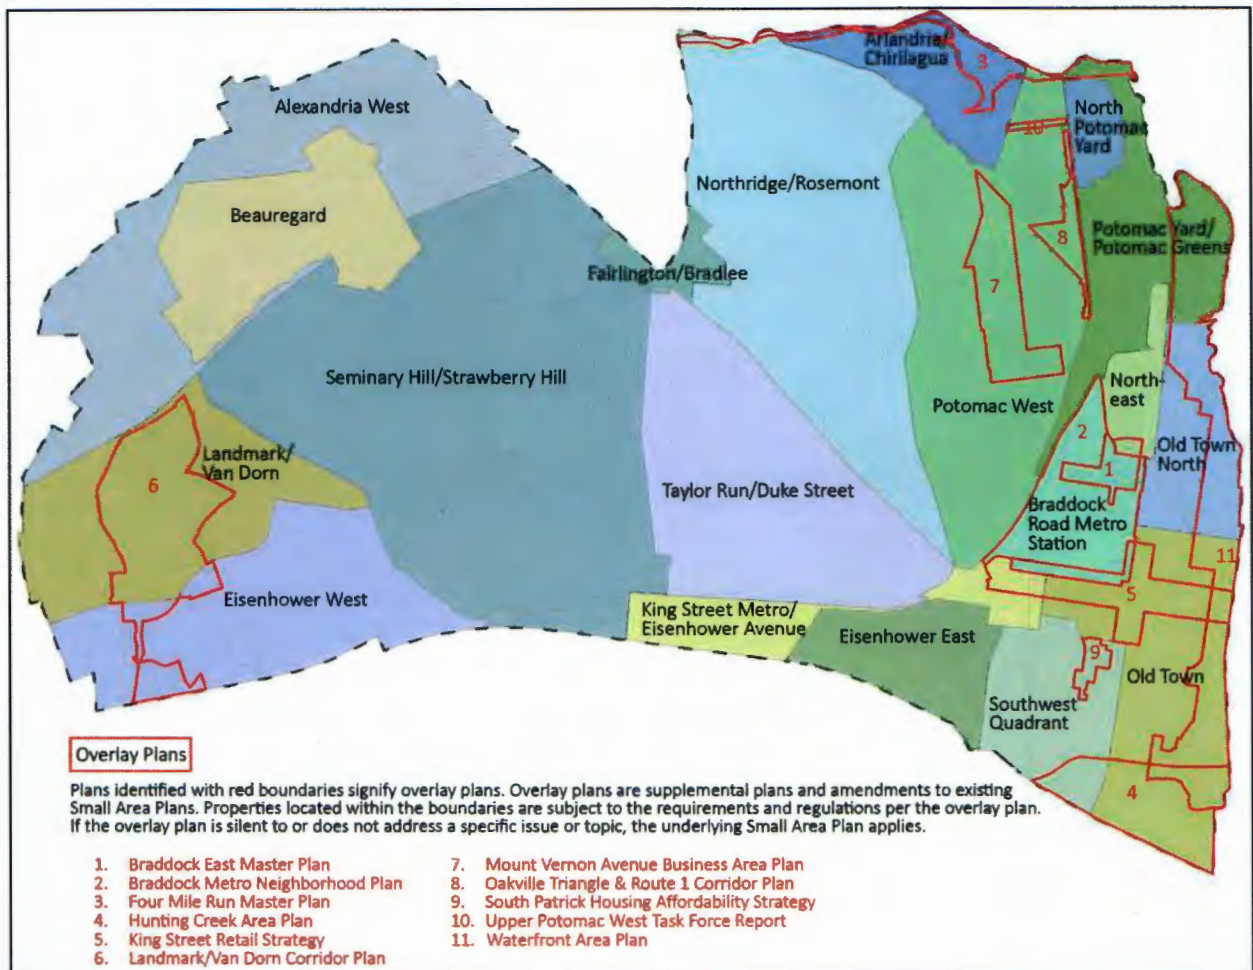 Alexandria West
Beauregard
Arlandria/
Chirilagua
3
North
Potomac
Yard
10
Northridge/Rosemont
Potomac Yard/
Potomac Greens
8
7
Fairlington/Bradlee
Seminary Hill/Strawberry Hill
North-
east
Potomac West
2
1
Old Town
North
Landmark/
Van Dorn
6
Taylor Run/Duke Street
Braddock
Road Metro
Station
11
5
Eisenhower West
King Street Metro/
Eisenhower Avenue
Eisenhower East
9
Old Town
Southwest
Quadrant
4
Overlay Plans
Plans identified with red boundaries signify overlay plans. Overlay plans are supplemental plans and amendments to existing
Small Area Plans. Properties located within the boundaries are subject to the requirements and regulations per the overlay plan.
If the overlay plan is silent to or does not address a specific issue or topic, the underlying Small Area Plan applies.
1. Braddock East Master Plan
2. Braddock Metro Neighborhood Plan
3. Four Mile Run Master Plan
4. Hunting Creek Area Plan
5. King Street Retail Strategy
6. Landmark/Van Dorn Corridor Plan
7. Mount Vernon Avenue Business Area Plan
8. Oakville Triangle & Route 1 Corridor Plan
9. South Patrick Housing Affordability Strategy
10. Upper Potomac West Task Force Report
11. Waterfront Area Plan